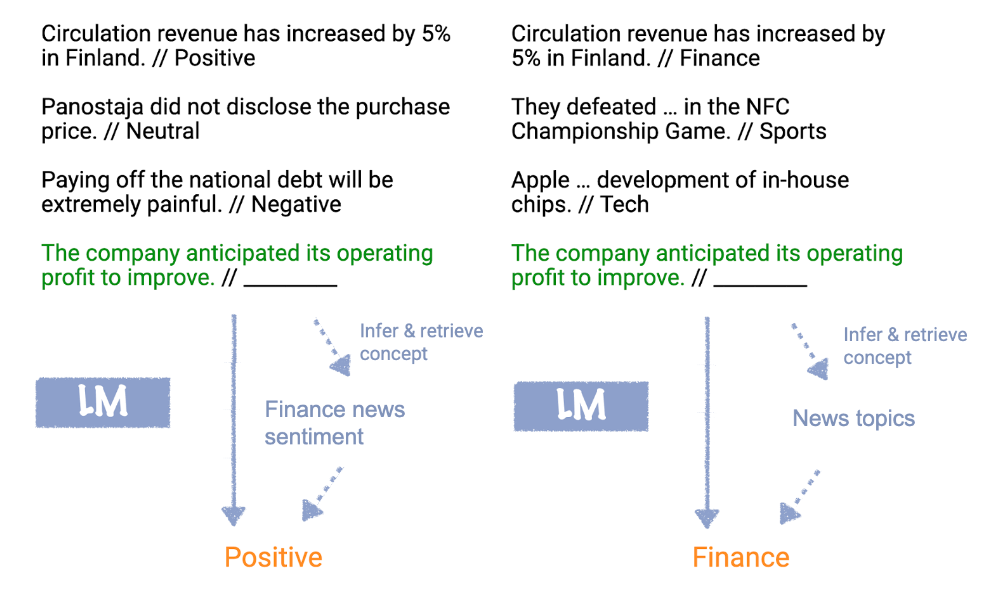 Circulation revenue has increased by 5%
in Finland. // Positive
Panostaja did not disclose the purchase
price. // Neutral
Paying off the national debt will be
extremely painful. // Negative
The company anticipated its operating
profit to improve. // _________
Infer & retrieve
concept
LM
Finance news
sentiment
Positive
Circulation revenue has increased by
5% in Finland. // Finance
They defeated ... in the NFC
Championship Game. // Sports
Apple ... development of in-house
chips. // Tech
The company anticipated its operating
profit to improve. // _________
Infer & retrieve
concept
LM
News topics
Finance